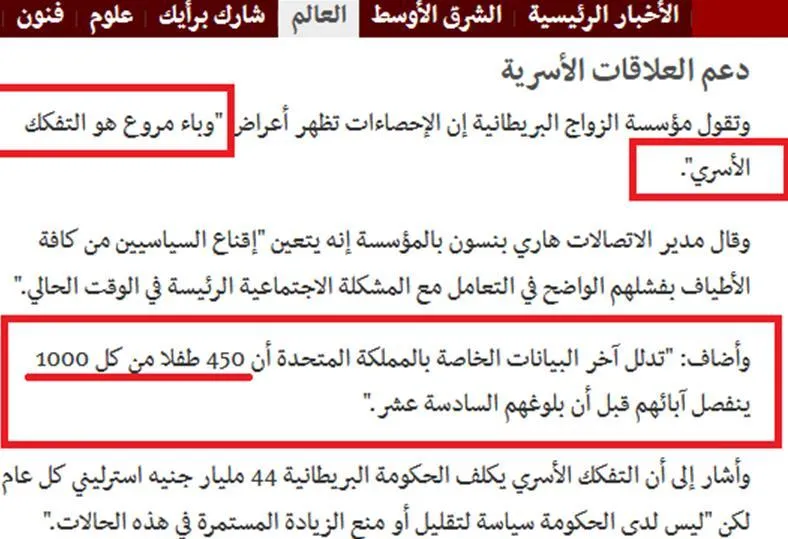 الأخبار الرئيسية الشرق الأوسط العالم شارك برأيك علوم فنون
دعم العلاقات الأسرية
وتقول مؤسسة الزواج البريطانية إن الإحصاءات تظهر أعراض "وباء مروع هو التفكك
الأسري".
وقال مدير الاتصالات هاري بنسون بالمؤسسة إنه يتعين "إقناع السياسيين من كافة
الأطياف بفشلهم الواضح في التعامل مع المشكلة الاجتماعية الرئيسة في الوقت الحالي."
وأضاف: "تدلل آخر البيانات الخاصة بالمملكة المتحدة أن 450 طفلا من كل 1000
ينفصل آبائهم قبل أن بلوغهم السادسة عشر."
وأشار إلى أن التفكك الأسري يكلف الحكومة البريطانية 44 مليار جنيه استرليني كل عام
لكن "ليس لدى الحكومة سياسة لتقليل أو منع الزيادة المستمرة في هذه الحالات."